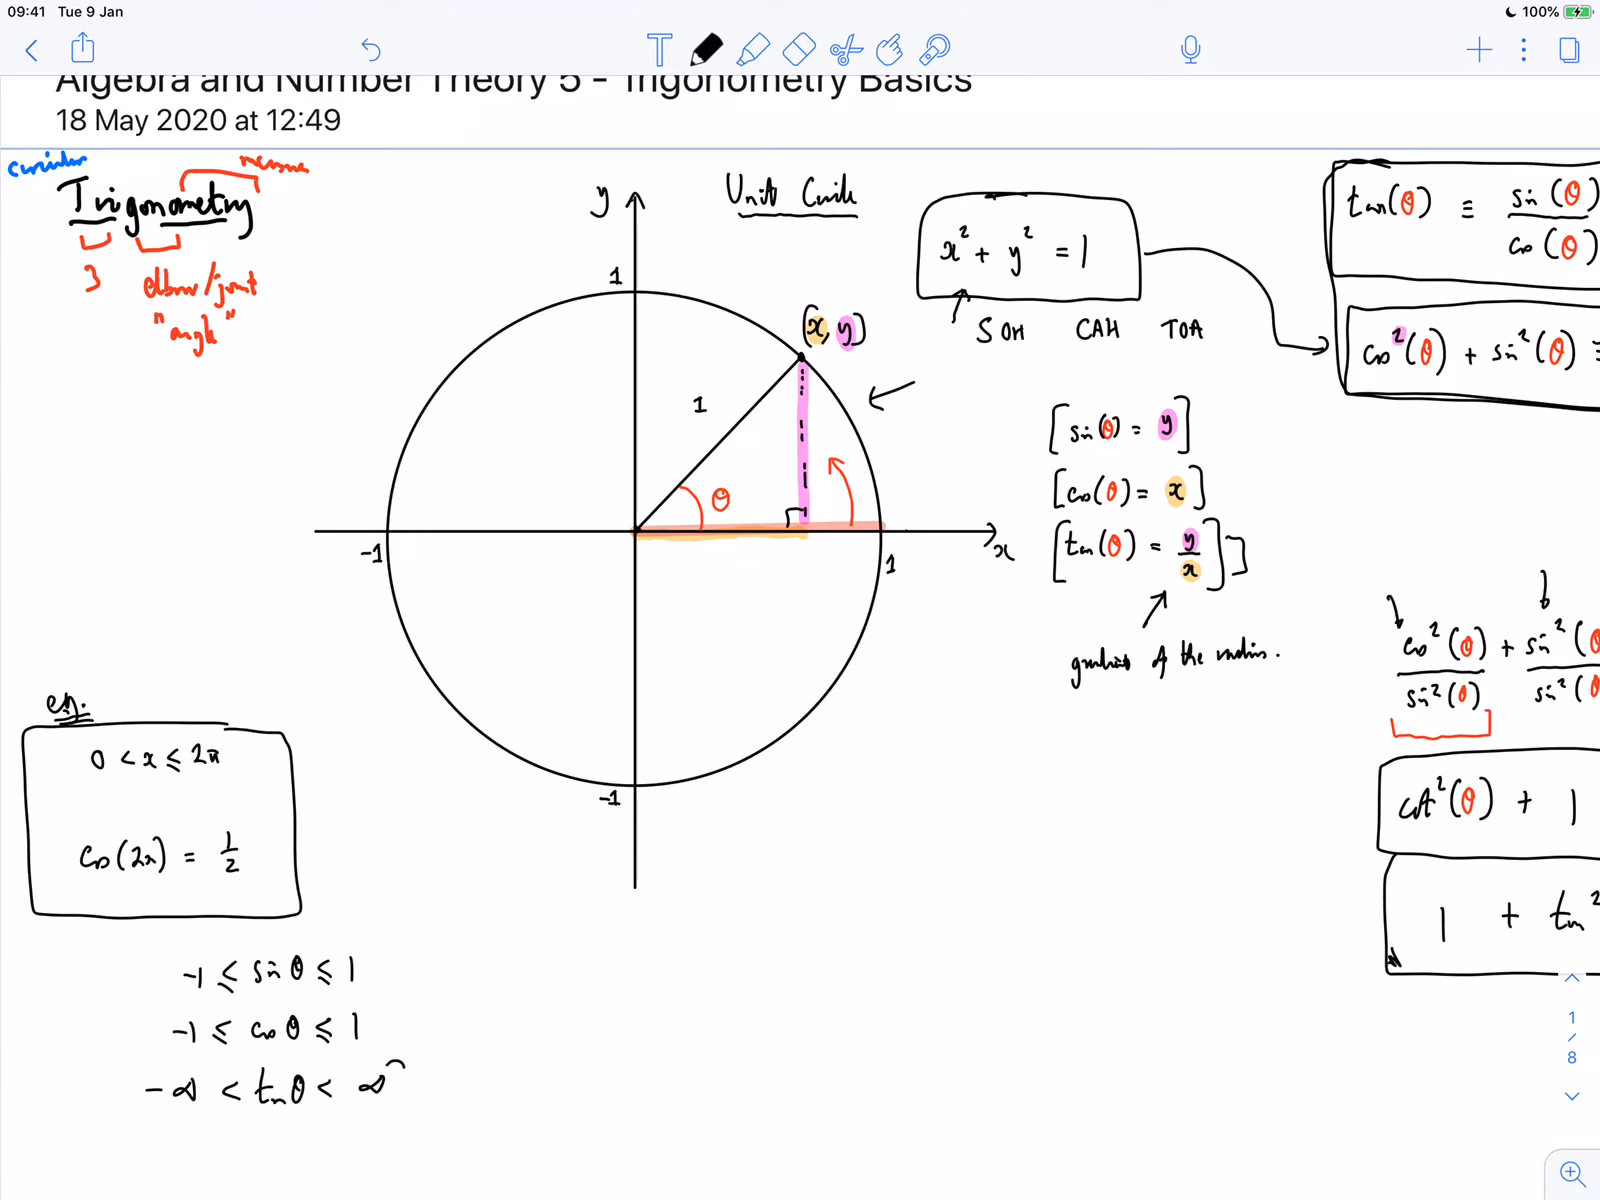 09:41 Tue 9 Jan
100%
Algebra and Number Theory 5 - Trigonometry Basics
18 May 2020 at 12:49
circular
measure
Trigonometry
3
elbow/joint
"angle"
Unit Circle
y
1
(x, y)
1
θ
-1
1
x
-1
x² + y² = 1
SOH CAH TOA
[sin(θ) = y]
[cos(θ) = x]
[tan(θ) = y/x]]
gradient of the radius.
tan(θ) ≡ sin(θ)/cos(θ)
cos²(θ) + sin²(θ) ≡
cos²(θ)/sin²(θ) + sin²(θ/sin²(θ
cot²(θ) + 1
1 + tan²
eg.
0 < x ≤ 2π
cos(2x) = 1/2
-1 ≤ sin θ ≤ 1
-1 ≤ cos θ ≤ 1
-∞ < tan θ < ∞
1
/
8